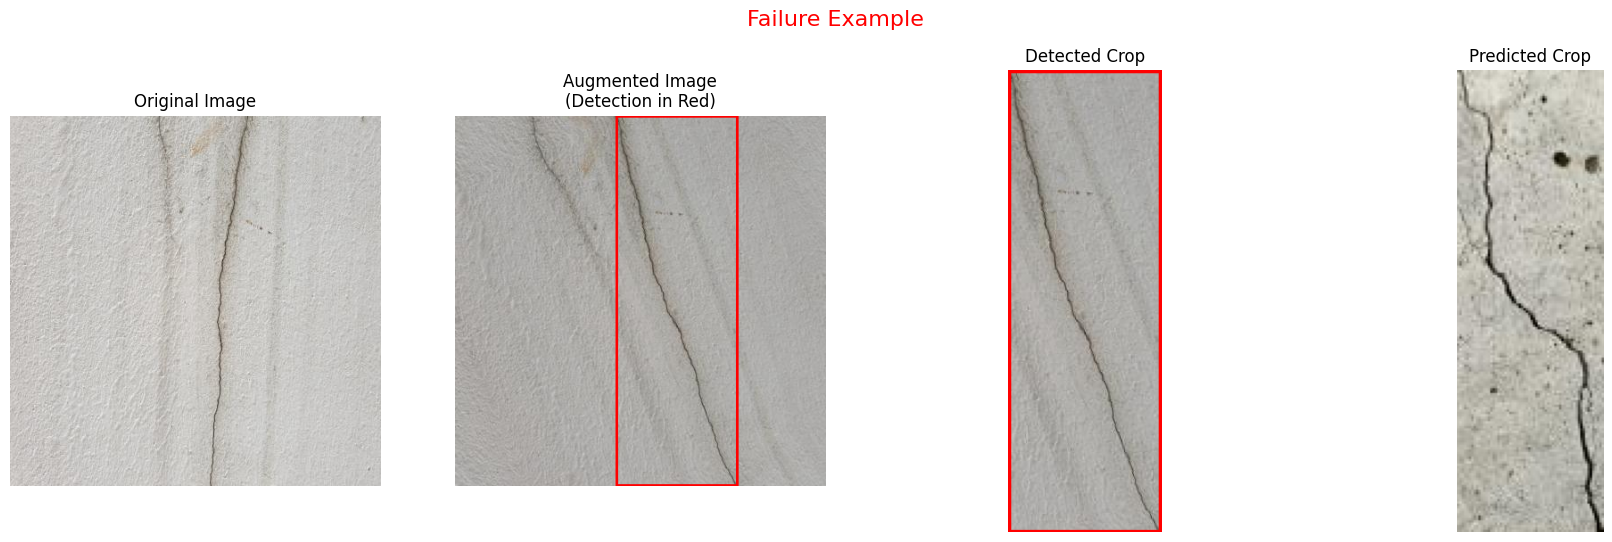 Failure Example
Original Image
Augmented Image
(Detection in Red)
Detected Crop
Predicted Crop